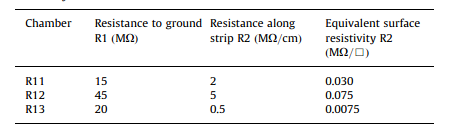 Chamber Resistance to ground Resistance along Equivalent surface
R1 (MΩ) strip R2 (MΩ/cm) resistivity R2
(MΩ/□)
R11 15 2 0.030
R12 45 5 0.075
R13 20 0.5 0.0075